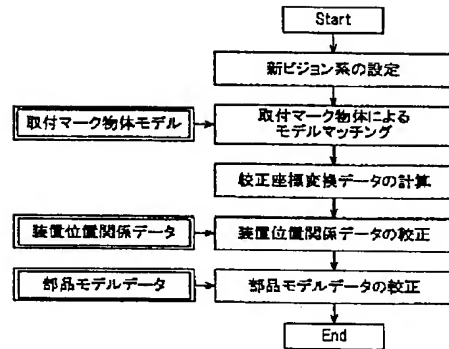 Start
新ビジョン系の設定
取付マーク物体モデル
取付マーク物体による
モデルマッチング
較正座標変換データの計算
装置位置関係データ
装置位置関係データの較正
部品モデルデータ
部品モデルデータの較正
End